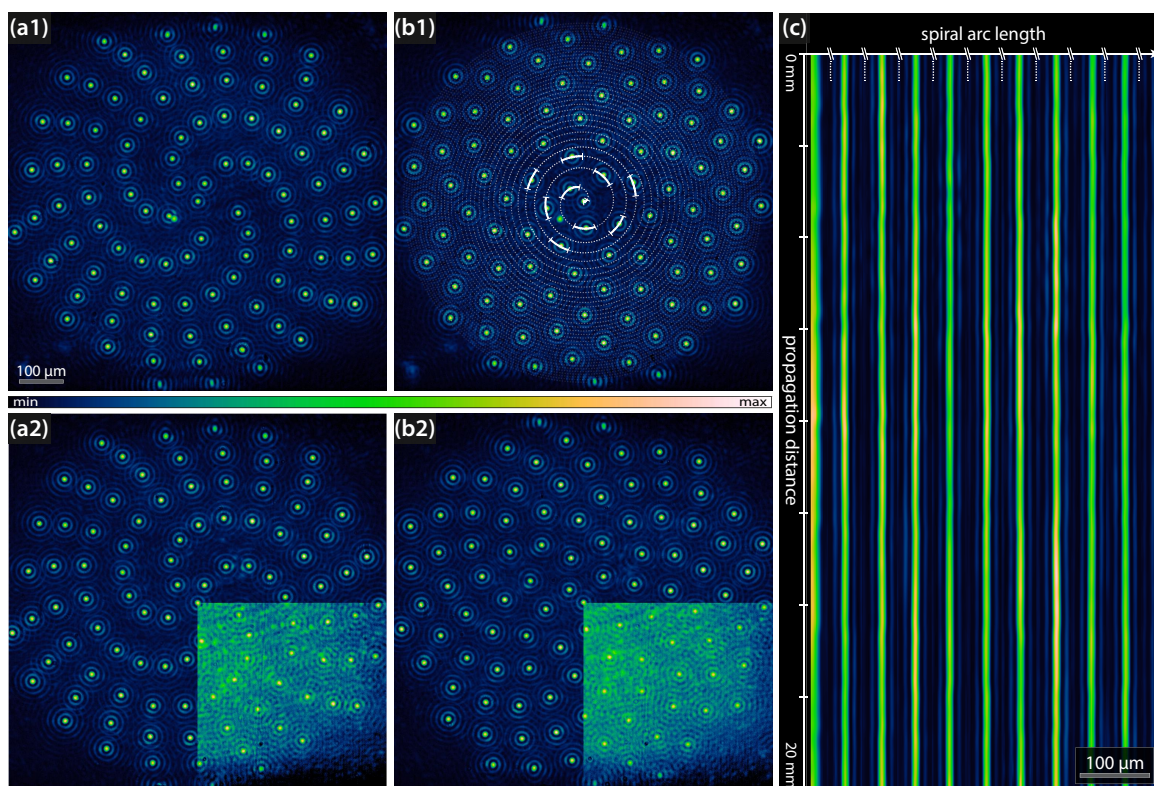 (a1)
100 µm
(b1)
min
max
(a2)
(b2)
(c)
spiral arc length
0 mm
propagation distance
20 mm
100 µm